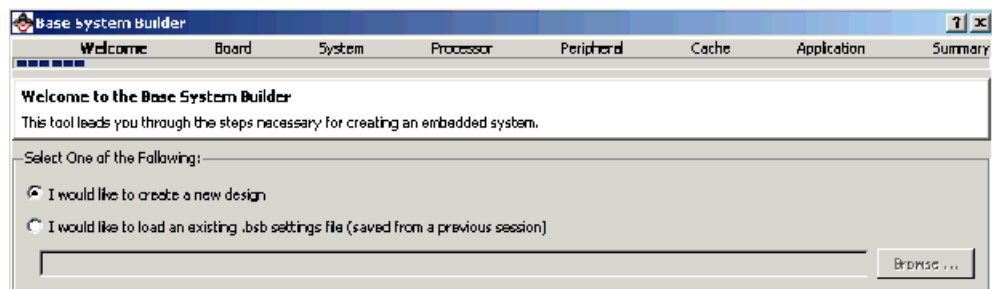 Base System Builder
Welcome Board System Processor Peripheral Cache Application Summary
Welcome to the Base System Builder
This tool leads you through the steps necessary for creating an embedded system.
Select One of the Following:
I would like to create a new design
I would like to load an existing .bsb settings file (saved from a previous session)
Browse ...